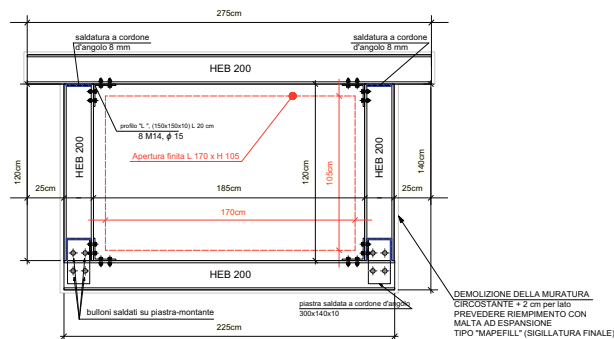 275cm
saldatura a cordone
d'angolo 8 mm
saldatura a cordone
d'angolo 8 mm
HEB 200
profilo "L ", (150x150x10) L 20 cm
8 M14, ϕ 15
Apertura finita L 170 x H 105
HEB 200
HEB 200
120cm
120cm
105cm
140cm
25cm
185cm
25cm
170cm
HEB 200
bulloni saldati su piastra-montante
piastra saldata a cordone d'angolo
300x140x10
225cm
DEMOLIZIONE DELLA MURATURA
CIRCOSTANTE + 2 cm per lato
PREVEDERE RIEMPIMENTO CON
MALTA AD ESPANSIONE
TIPO "MAPEFILL" (SIGILLATURA FINALE)